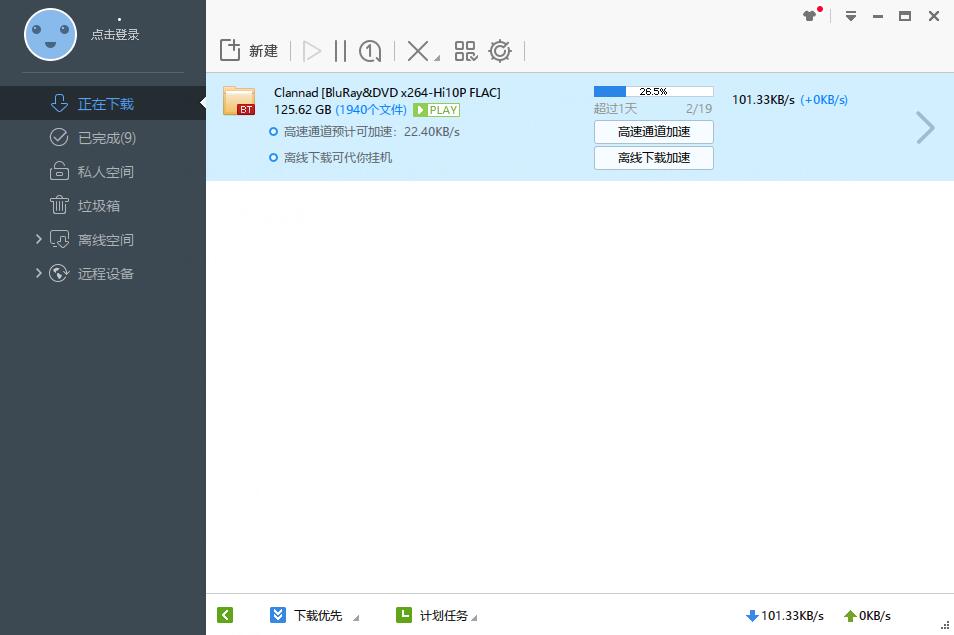 点击登录
正在下载
已完成(9)
私人空间
垃圾箱
离线空间
远程设备
新建
1
Clannad [BluRay&DVD x264-Hi10P FLAC]
125.62 GB (1940个文件) PLAY
BT
高速通道预计可加速：22.40KB/s
离线下载可代你挂机
26.5%
超过1天 2/19
高速通道加速
离线下载加速
101.33KB/s (+0KB/s)
下载优先
计划任务
101.33KB/s
0KB/s